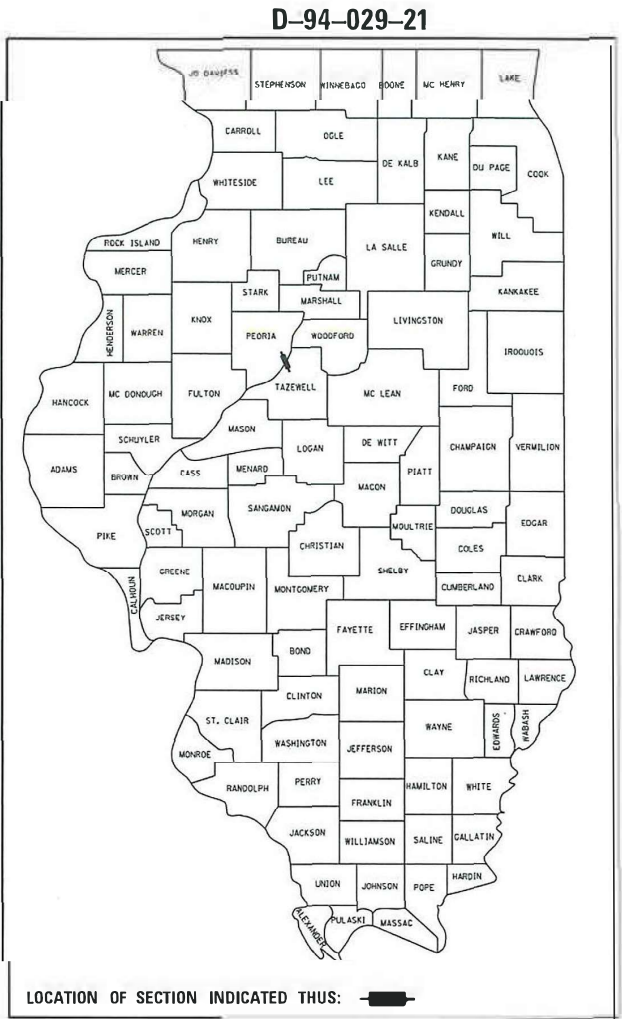 D-94-029-21
JO DAVIESS
STEPHENSON
WINNEBAGO
BOONE
MC HENRY
LAKE
CARROLL
OGLE
DE KALB
KANE
DU PAGE
COOK
WHITESIDE
LEE
KENDALL
WILL
ROCK ISLAND
HENRY
BUREAU
LA SALLE
GRUNDY
MERCER
PUTNAM
STARK
MARSHALL
KANKAKEE
HENDERSON
WARREN
KNOX
PEORIA
WOODFORD
LIVINGSTON
IROQUOIS
HANCOCK
MC DONOUGH
FULTON
TAZEWELL
MC LEAN
FORD
SCHUYLER
MASON
LOGAN
DE WITT
CHAMPAIGN
VERMILION
ADAMS
BROWN
CASS
MENARD
PIATT
MACON
PIKE
SCOTT
MORGAN
SANGAMON
MOULTRIE
DOUGLAS
EDGAR
CHRISTIAN
COLES
CALHOUN
GREENE
MACOUPIN
MONTGOMERY
SHELBY
CUMBERLAND
CLARK
JERSEY
FAYETTE
EFFINGHAM
JASPER
CRAWFORD
MADISON
BOND
CLAY
RICHLAND
LAWRENCE
CLINTON
MARION
ST. CLAIR
WAYNE
EDWARDS
WABASH
MONROE
WASHINGTON
JEFFERSON
RANDOLPH
PERRY
HAMILTON
WHITE
FRANKLIN
JACKSON
WILLIAMSON
SALINE
GALLATIN
UNION
JOHNSON
POPE
HARDIN
ALEXANDER
PULASKI
MASSAC
LOCATION OF SECTION INDICATED THUS: